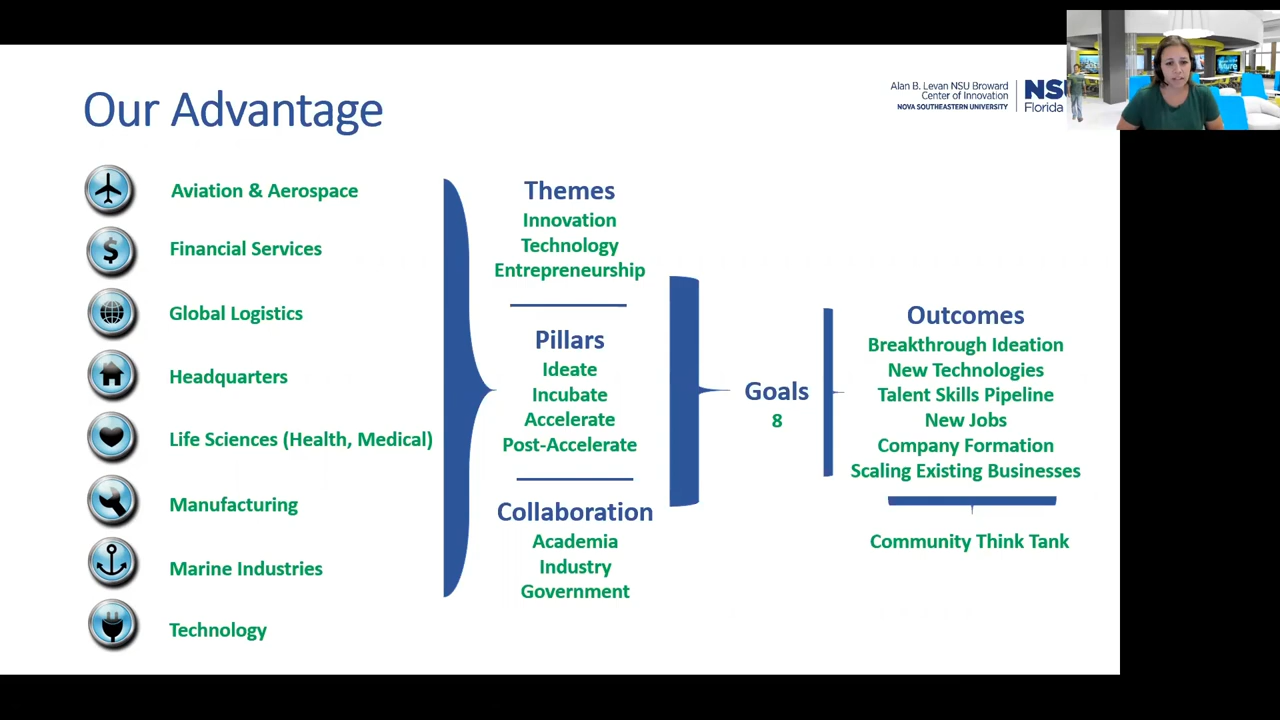 Our Advantage
Alan B. Levan NSU Broward
Center of Innovation
NOVA SOUTHEASTERN UNIVERSITY
NS
Florida
Aviation & Aerospace
Financial Services
Global Logistics
Headquarters
Life Sciences (Health, Medical)
Manufacturing
Marine Industries
Technology
Themes
Innovation
Technology
Entrepreneurship
Pillars
Ideate
Incubate
Accelerate
Post-Accelerate
Collaboration
Academia
Industry
Government
Goals
8
Outcomes
Breakthrough Ideation
New Technologies
Talent Skills Pipeline
New Jobs
Company Formation
Scaling Existing Businesses
Community Think Tank